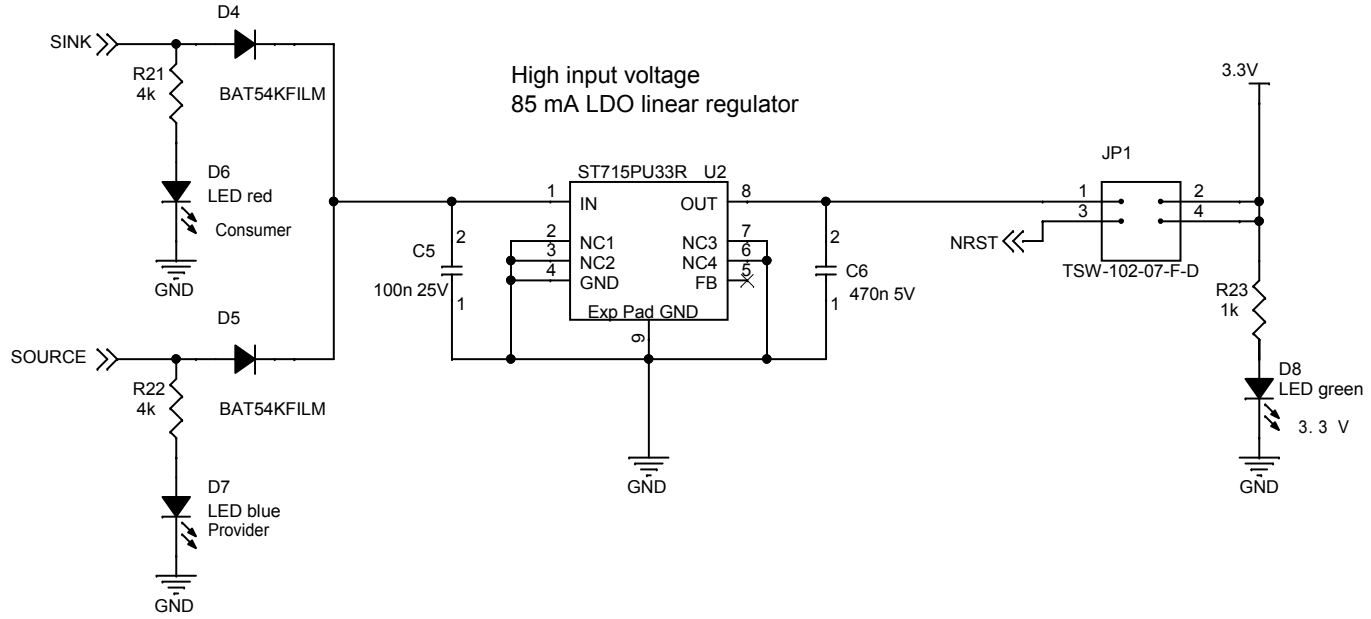 D4
SINK
R21
4k
BAT54KFILM
D6
LED red
Consumer
GND
High input voltage
85 mA LDO linear regulator
ST715PU33R U2
1 IN OUT 8
2 NC1 NC3 7
3 NC2 NC4 6
4 GND FB 5
Exp Pad GND
9
C5
2
100n 25V
1
2
C6
470n 5V
1
GND
D5
SOURCE
R22
4k
BAT54KFILM
D7
LED blue
Provider
GND
3.3V
JP1
1 2
3 4
NRST
TSW-102-07-F-D
R23
1k
D8
LED green
3. 3 V
GND